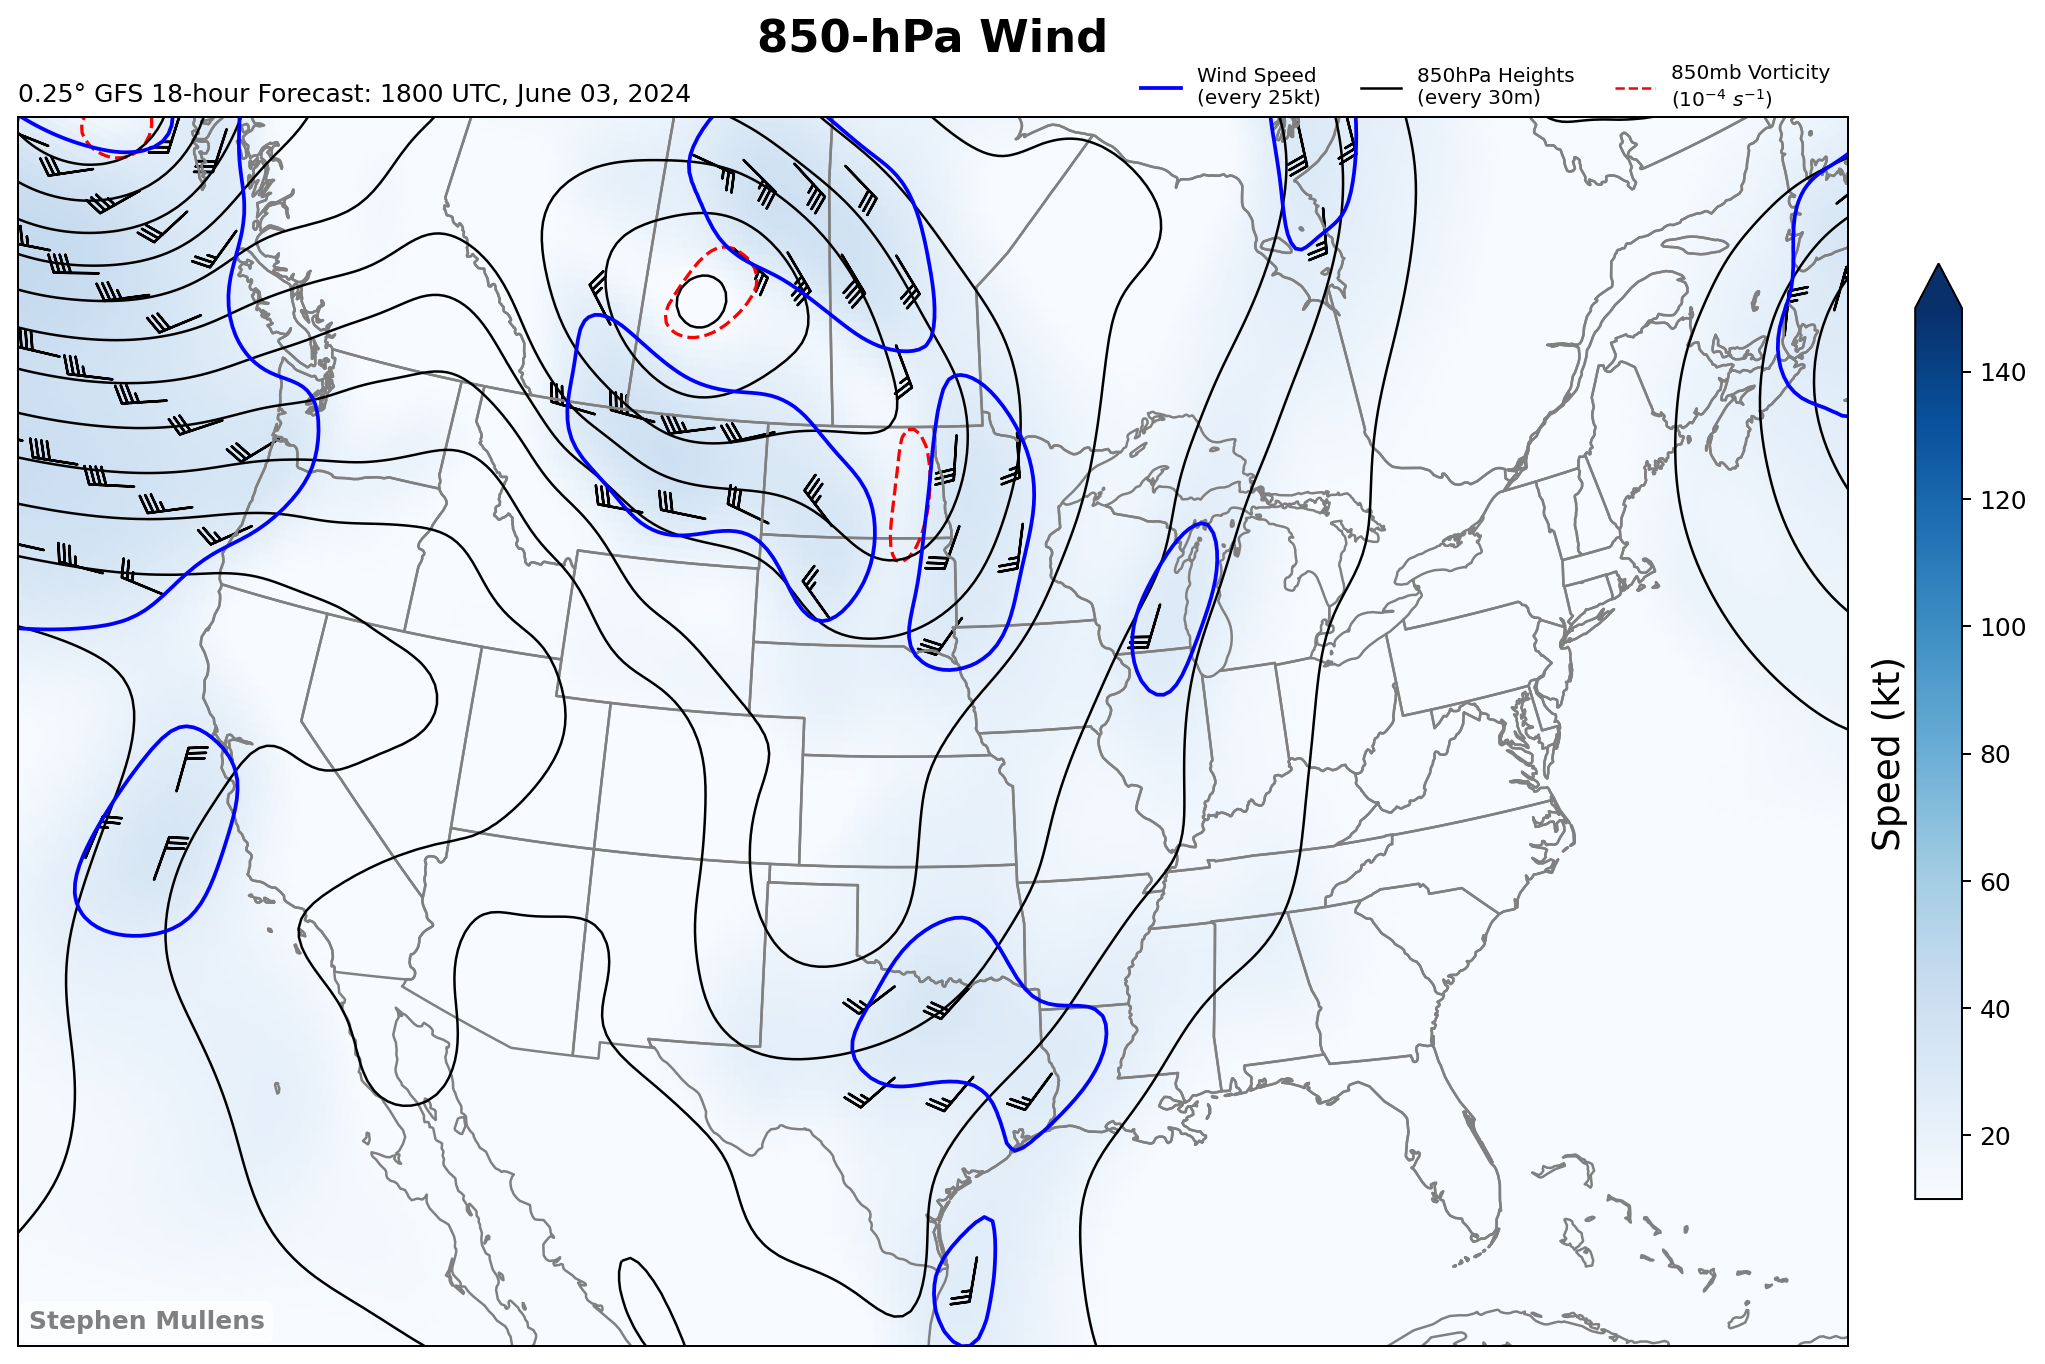 850-hPa Wind
0.25° GFS 18-hour Forecast: 1800 UTC, June 03, 2024
Wind Speed
(every 25kt)
850hPa Heights
(every 30m)
850mb Vorticity
(10⁻⁴ s⁻¹)
140
120
100
80
60
40
20
Speed (kt)
Stephen Mullens